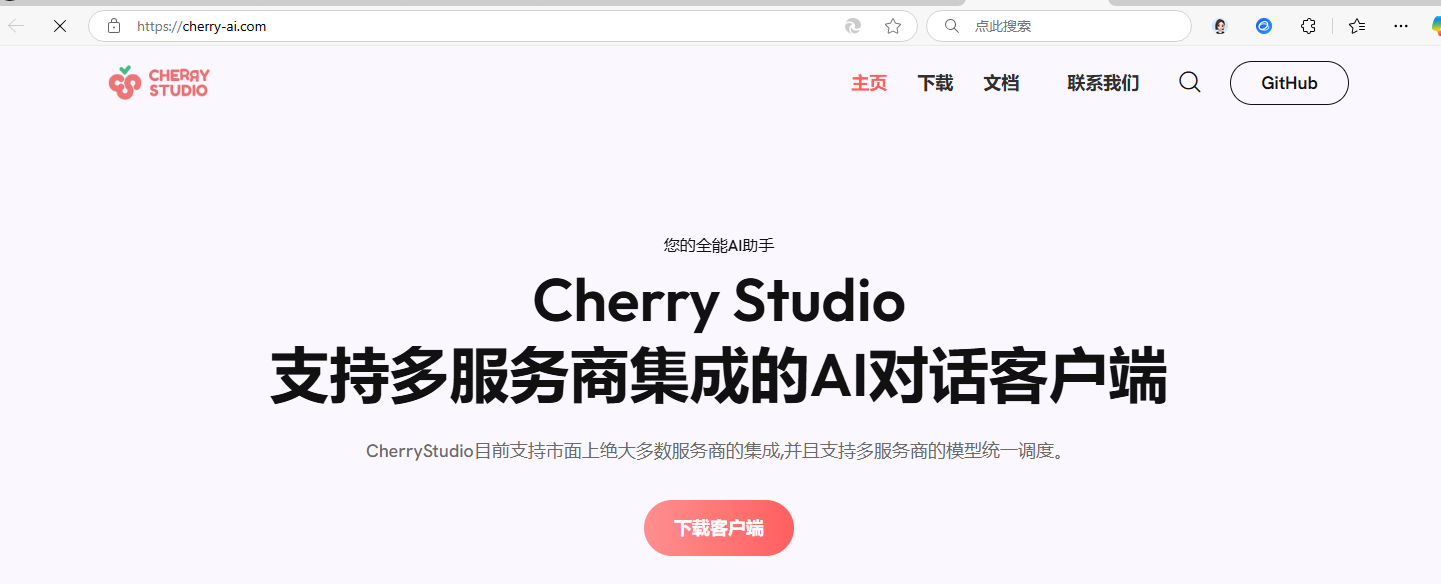 https://cherry-ai.com
点此搜索
CHERRY
STUDIO
主页 下载 文档 联系我们 GitHub
您的全能AI助手
Cherry Studio
支持多服务商集成的AI对话客户端
CherryStudio目前支持市面上绝大多数服务商的集成,并且支持多服务商的模型统一调度。
下载客户端